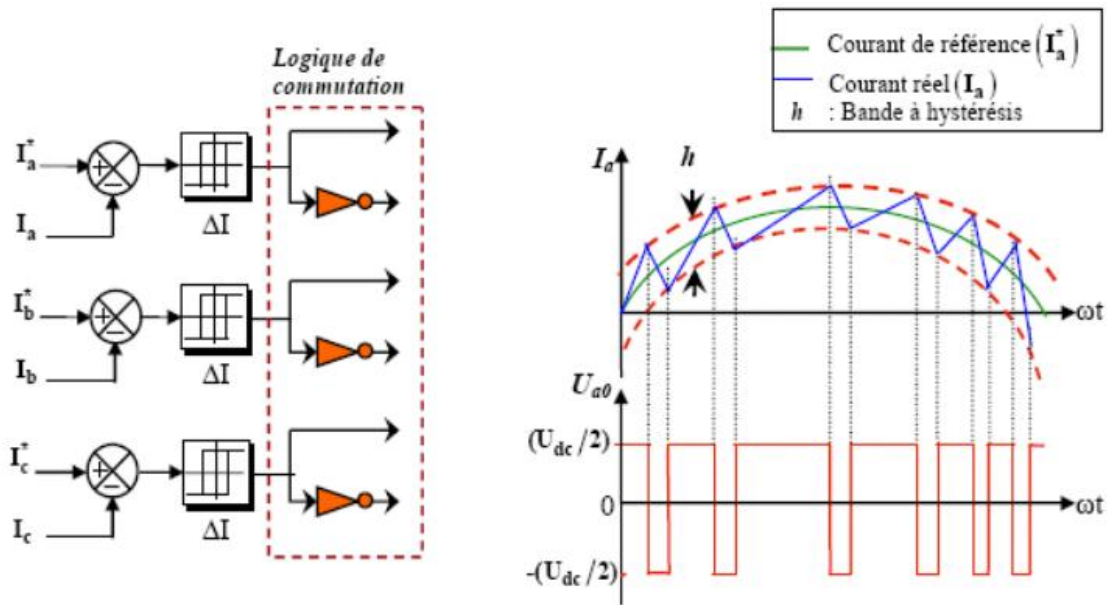 Logique de
commutation
I*a
+
−
Ia
ΔI
I*b
+
−
Ib
ΔI
I*c
+
−
Ic
ΔI
Courant de référence (I*a)
Courant réel (Ia)
h : Bande à hystérésis
Ia
h
ωt
Ua0
(Udc/2)
0
ωt
-(Udc/2)